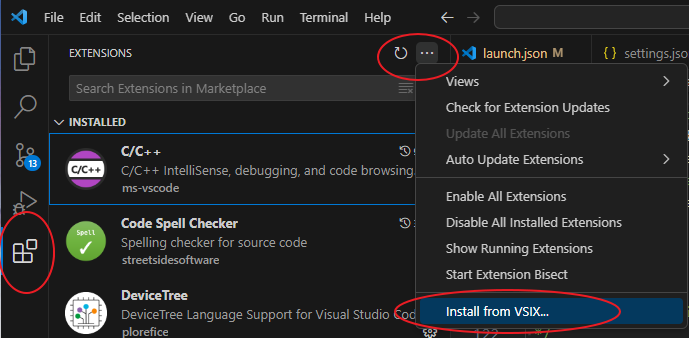 File Edit Selection View Go Run Terminal Help
EXTENSIONS
launch.json M
settings.jso
Search Extensions in Marketplace
Views
Check for Extension Updates
INSTALLED
Update All Extensions
C/C++
Auto Update Extensions
C/C++ IntelliSense, debugging, and code browsing.
ms-vscode
C/C++
13
Enable All Extensions
Code Spell Checker
Disable All Installed Extensions
Spell
Spelling checker for source code
Show Running Extensions
streetsidesoftware
Start Extension Bisect
DeviceTree
Install from VSIX...
DeviceTree Language Support for Visual Studio Cod
plorefice
122 */